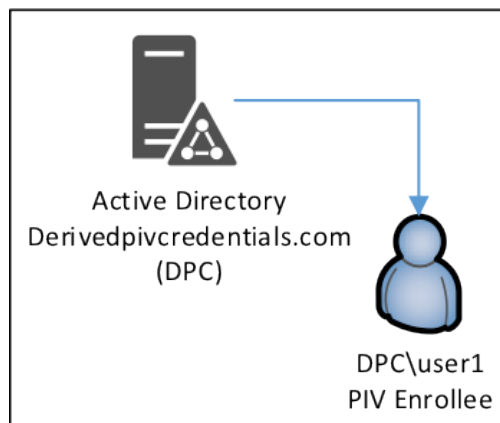 Active Directory
Derivedpivcredentials.com
(DPC)
DPC\user1
PIV Enrollee